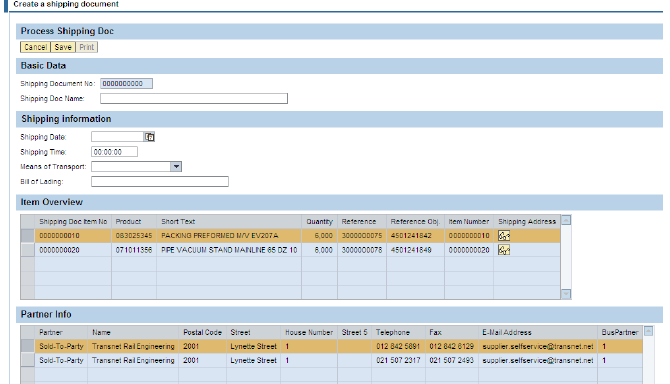 Create a shipping document
Process Shipping Doc
Cancel Save Print
Basic Data
Shipping Document No: 0000000000
Shipping Doc Name:
Shipping information
Shipping Date:
Shipping Time: 00:00:00
Means of Transport:
Bill of Lading:
Item Overview
Shipping Doc Item No Product Short Text Quantity Reference Reference Obj. Item Number Shipping Address
0000000010 083025345 PACKING PREFORMED M/V EV207A 6,000 3000000075 4501241842 0000000010
0000000020 071011356 PIPE VACUUM STAND MAINLINE 65 DZ 10 6,000 3000000078 4501241849 0000000020
Partner Info
Partner Name Postal Code Street House Number Street 5 Telephone Fax E-Mail Address BusPartner
Sold-To-Party Transnet Rail Engineering 2001 Lynette Street 1 012 842 5691 012 842 6129 supplier.selfservice@transnet.net 1
Sold-To-Party Transnet Rail Engineering 2001 Lynette Street 1 021 507 2317 021 507 2493 supplier.selfservice@transnet.net 1